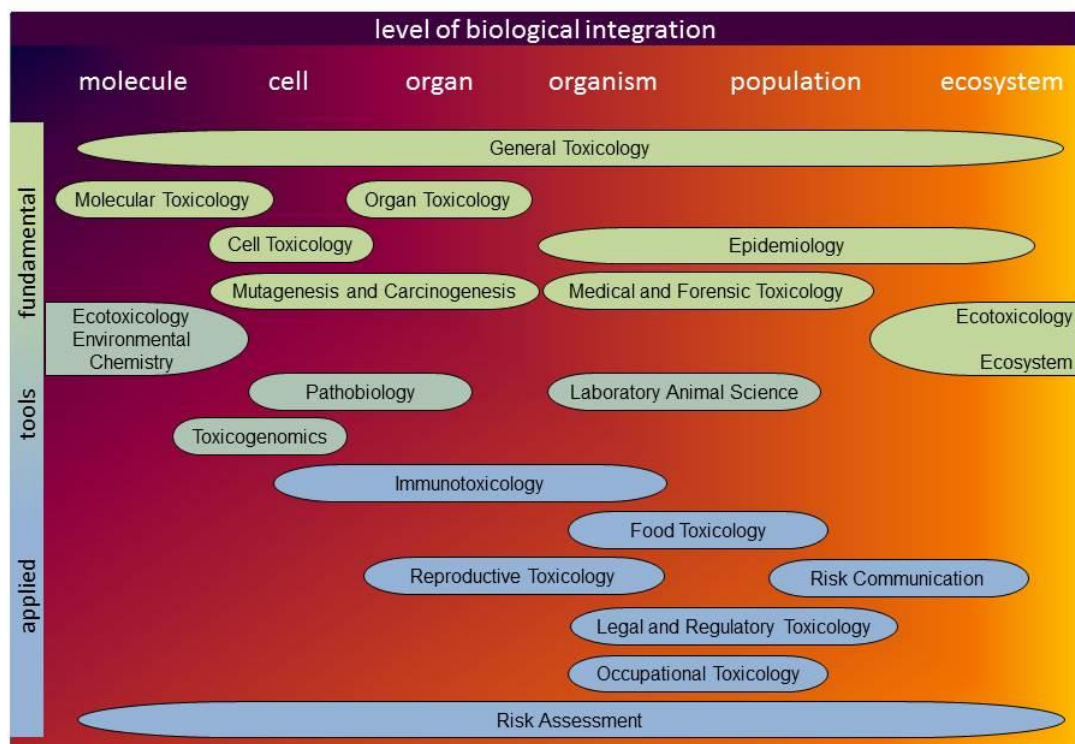 level of biological integration
molecule cell organ organism population ecosystem
fundamental
tools
applied
General Toxicology
Molecular Toxicology
Organ Toxicology
Cell Toxicology
Epidemiology
Mutagenesis and Carcinogenesis
Medical and Forensic Toxicology
Ecotoxicology
Environmental
Chemistry
Ecotoxicology
Ecosystem
Pathobiology
Laboratory Animal Science
Toxicogenomics
Immunotoxicology
Food Toxicology
Reproductive Toxicology
Risk Communication
Legal and Regulatory Toxicology
Occupational Toxicology
Risk Assessment